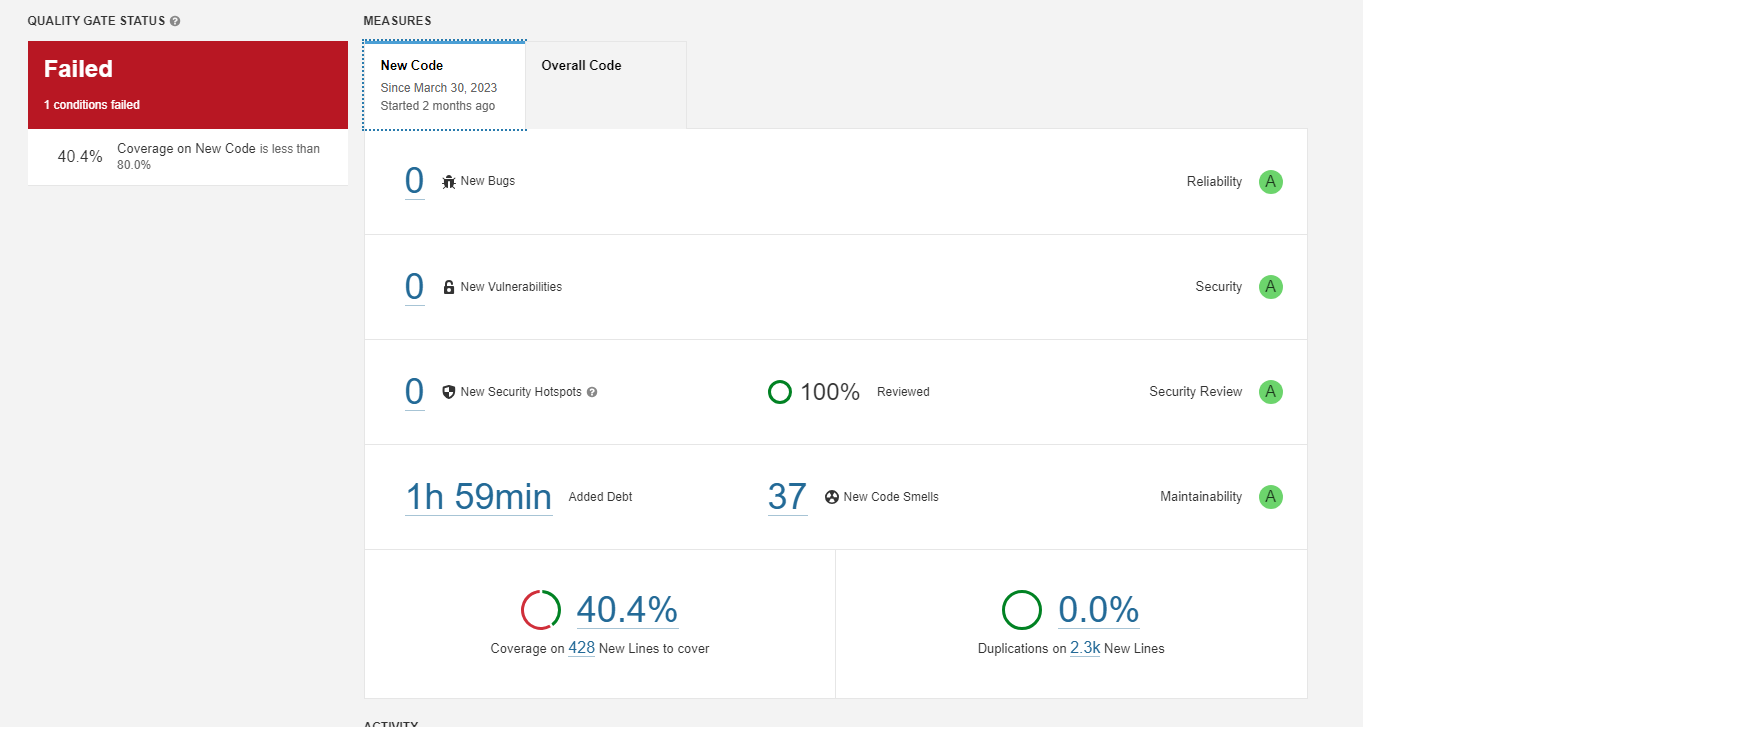 QUALITY GATE STATUS
Failed
1 conditions failed
40.4%
Coverage on New Code is less than
80.0%
MEASURES
New Code
Since March 30, 2023
Started 2 months ago
Overall Code
0 New Bugs
Reliability A
0 New Vulnerabilities
Security A
0 New Security Hotspots
100% Reviewed
Security Review A
1h 59min Added Debt
37 New Code Smells
Maintainability A
40.4%
Coverage on 428 New Lines to cover
0.0%
Duplications on 2.3k New Lines
ACTIVITY